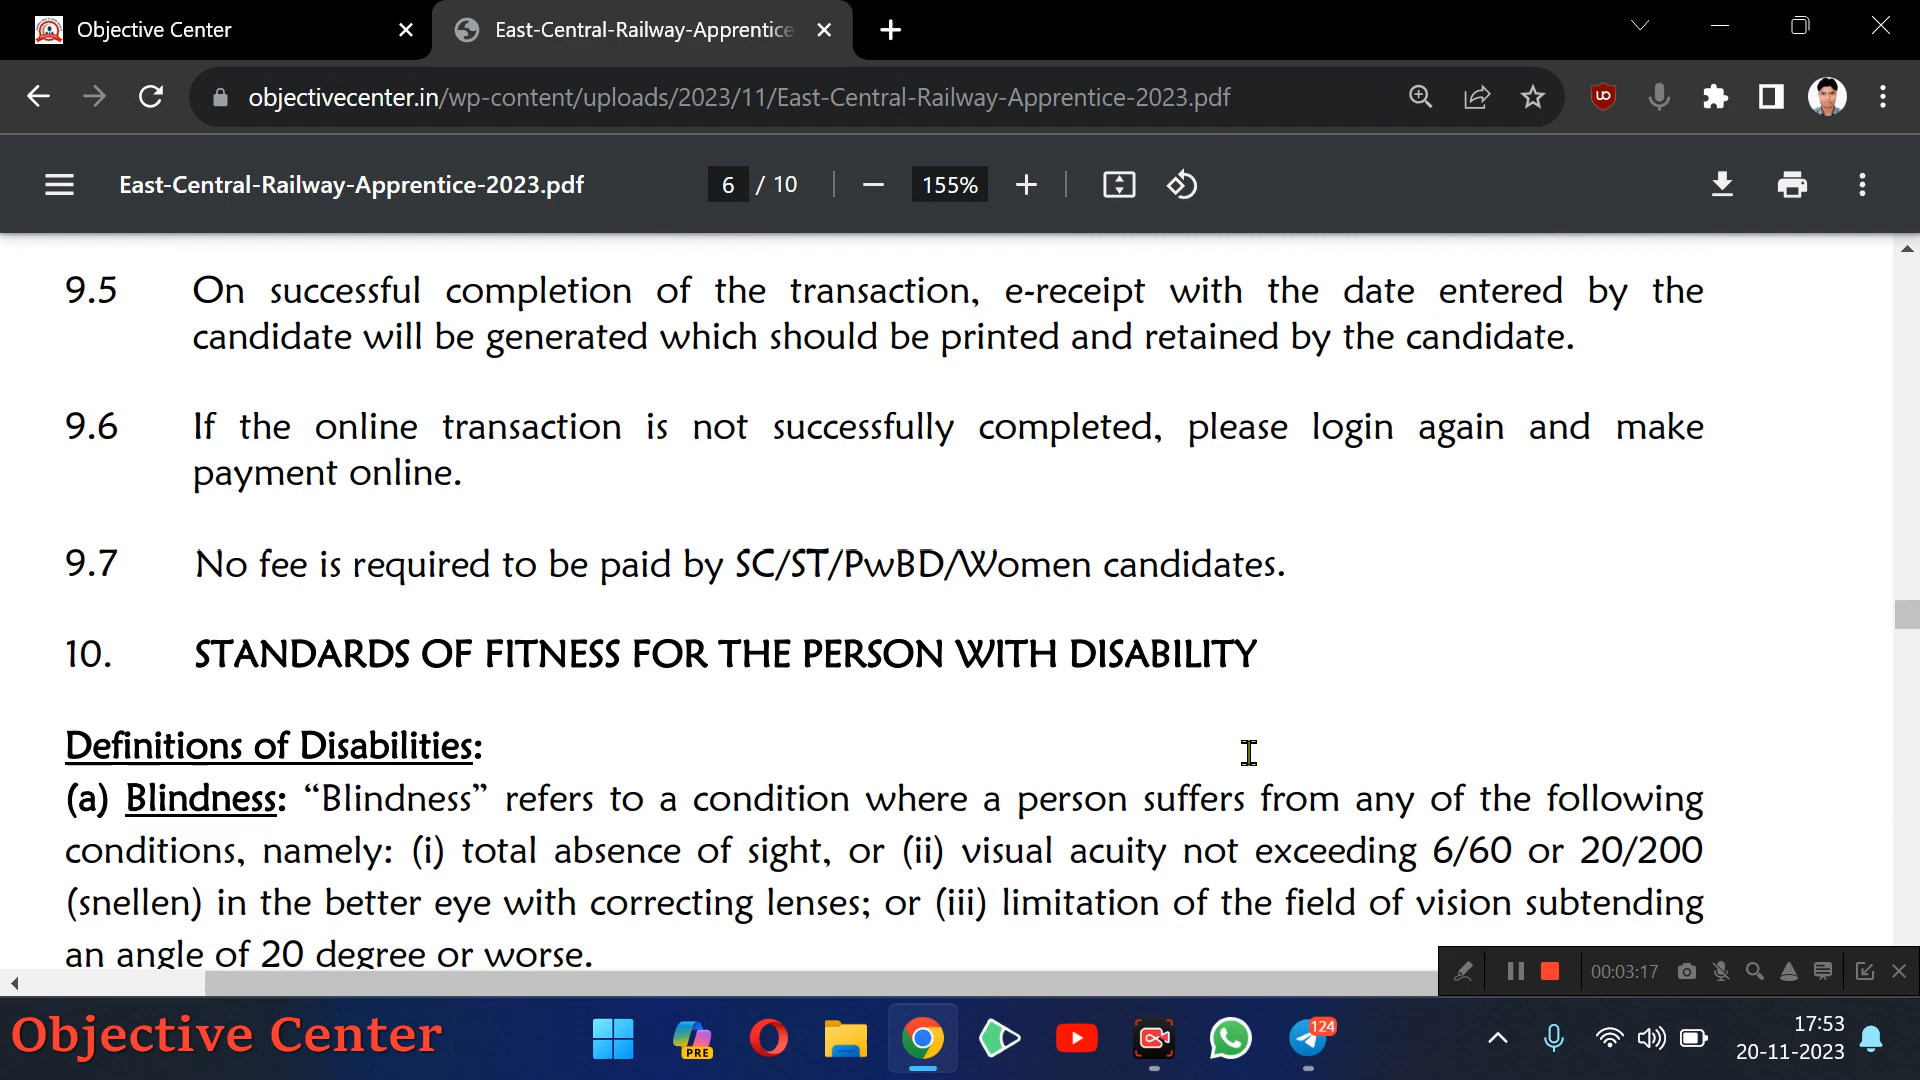 Objective Center
East-Central-Railway-Apprentice
objectivecenter.in/wp-content/uploads/2023/11/East-Central-Railway-Apprentice-2023.pdf
East-Central-Railway-Apprentice-2023.pdf
6 / 10
155%
9.5 On successful completion of the transaction, e-receipt with the date entered by the
candidate will be generated which should be printed and retained by the candidate.
9.6 If the online transaction is not successfully completed, please login again and make
payment online.
9.7 No fee is required to be paid by SC/ST/PwBD/Women candidates.
10. STANDARDS OF FITNESS FOR THE PERSON WITH DISABILITY
Definitions of Disabilities:
(a) Blindness: “Blindness” refers to a condition where a person suffers from any of the following
conditions, namely: (i) total absence of sight, or (ii) visual acuity not exceeding 6/60 or 20/200
(snellen) in the better eye with correcting lenses; or (iii) limitation of the field of vision subtending
an angle of 20 degree or worse.
00:03:17
Objective Center
PRE
124
17:53
20-11-2023